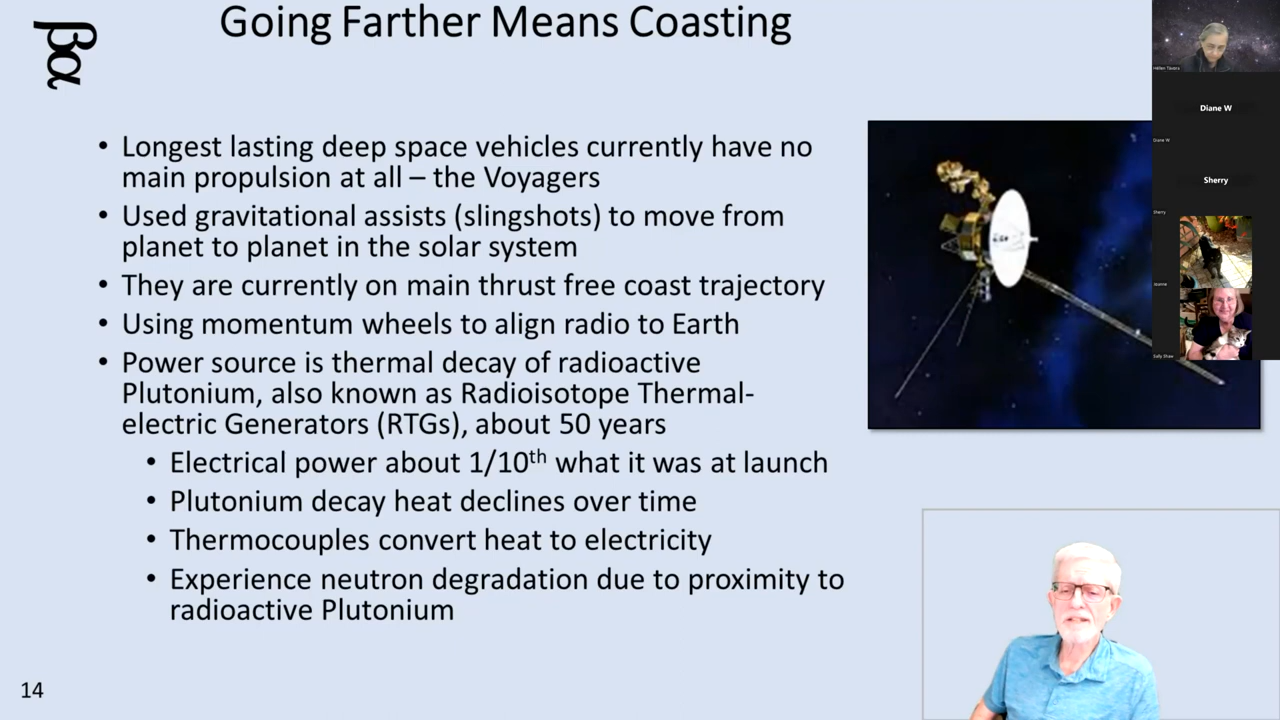 Going Farther Means Coasting
βα
• Longest lasting deep space vehicles currently have no
main propulsion at all – the Voyagers
• Used gravitational assists (slingshots) to move from
planet to planet in the solar system
• They are currently on main thrust free coast trajectory
• Using momentum wheels to align radio to Earth
• Power source is thermal decay of radioactive
Plutonium, also known as Radioisotope Thermal-
electric Generators (RTGs), about 50 years
• Electrical power about 1/10th what it was at launch
• Plutonium decay heat declines over time
• Thermocouples convert heat to electricity
• Experience neutron degradation due to proximity to
radioactive Plutonium
14
Diane W
Diane W
Sherry
Sherry